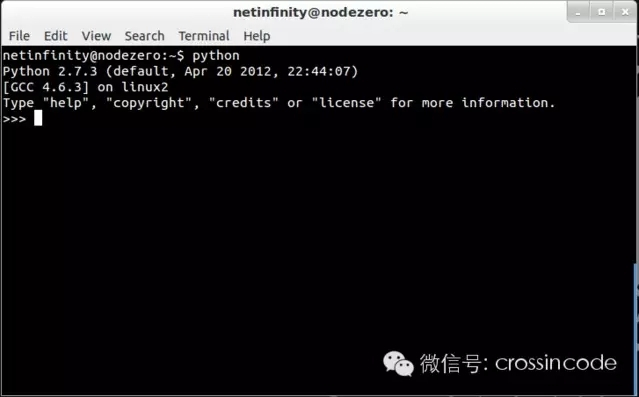 netinfinity@nodezero: ~
File Edit View Search Terminal Help
netinfinity@nodezero:~$ python
Python 2.7.3 (default, Apr 20 2012, 22:44:07)
[GCC 4.6.3] on linux2
Type "help", "copyright", "credits" or "license" for more information.
>>>
微信号: crossincode